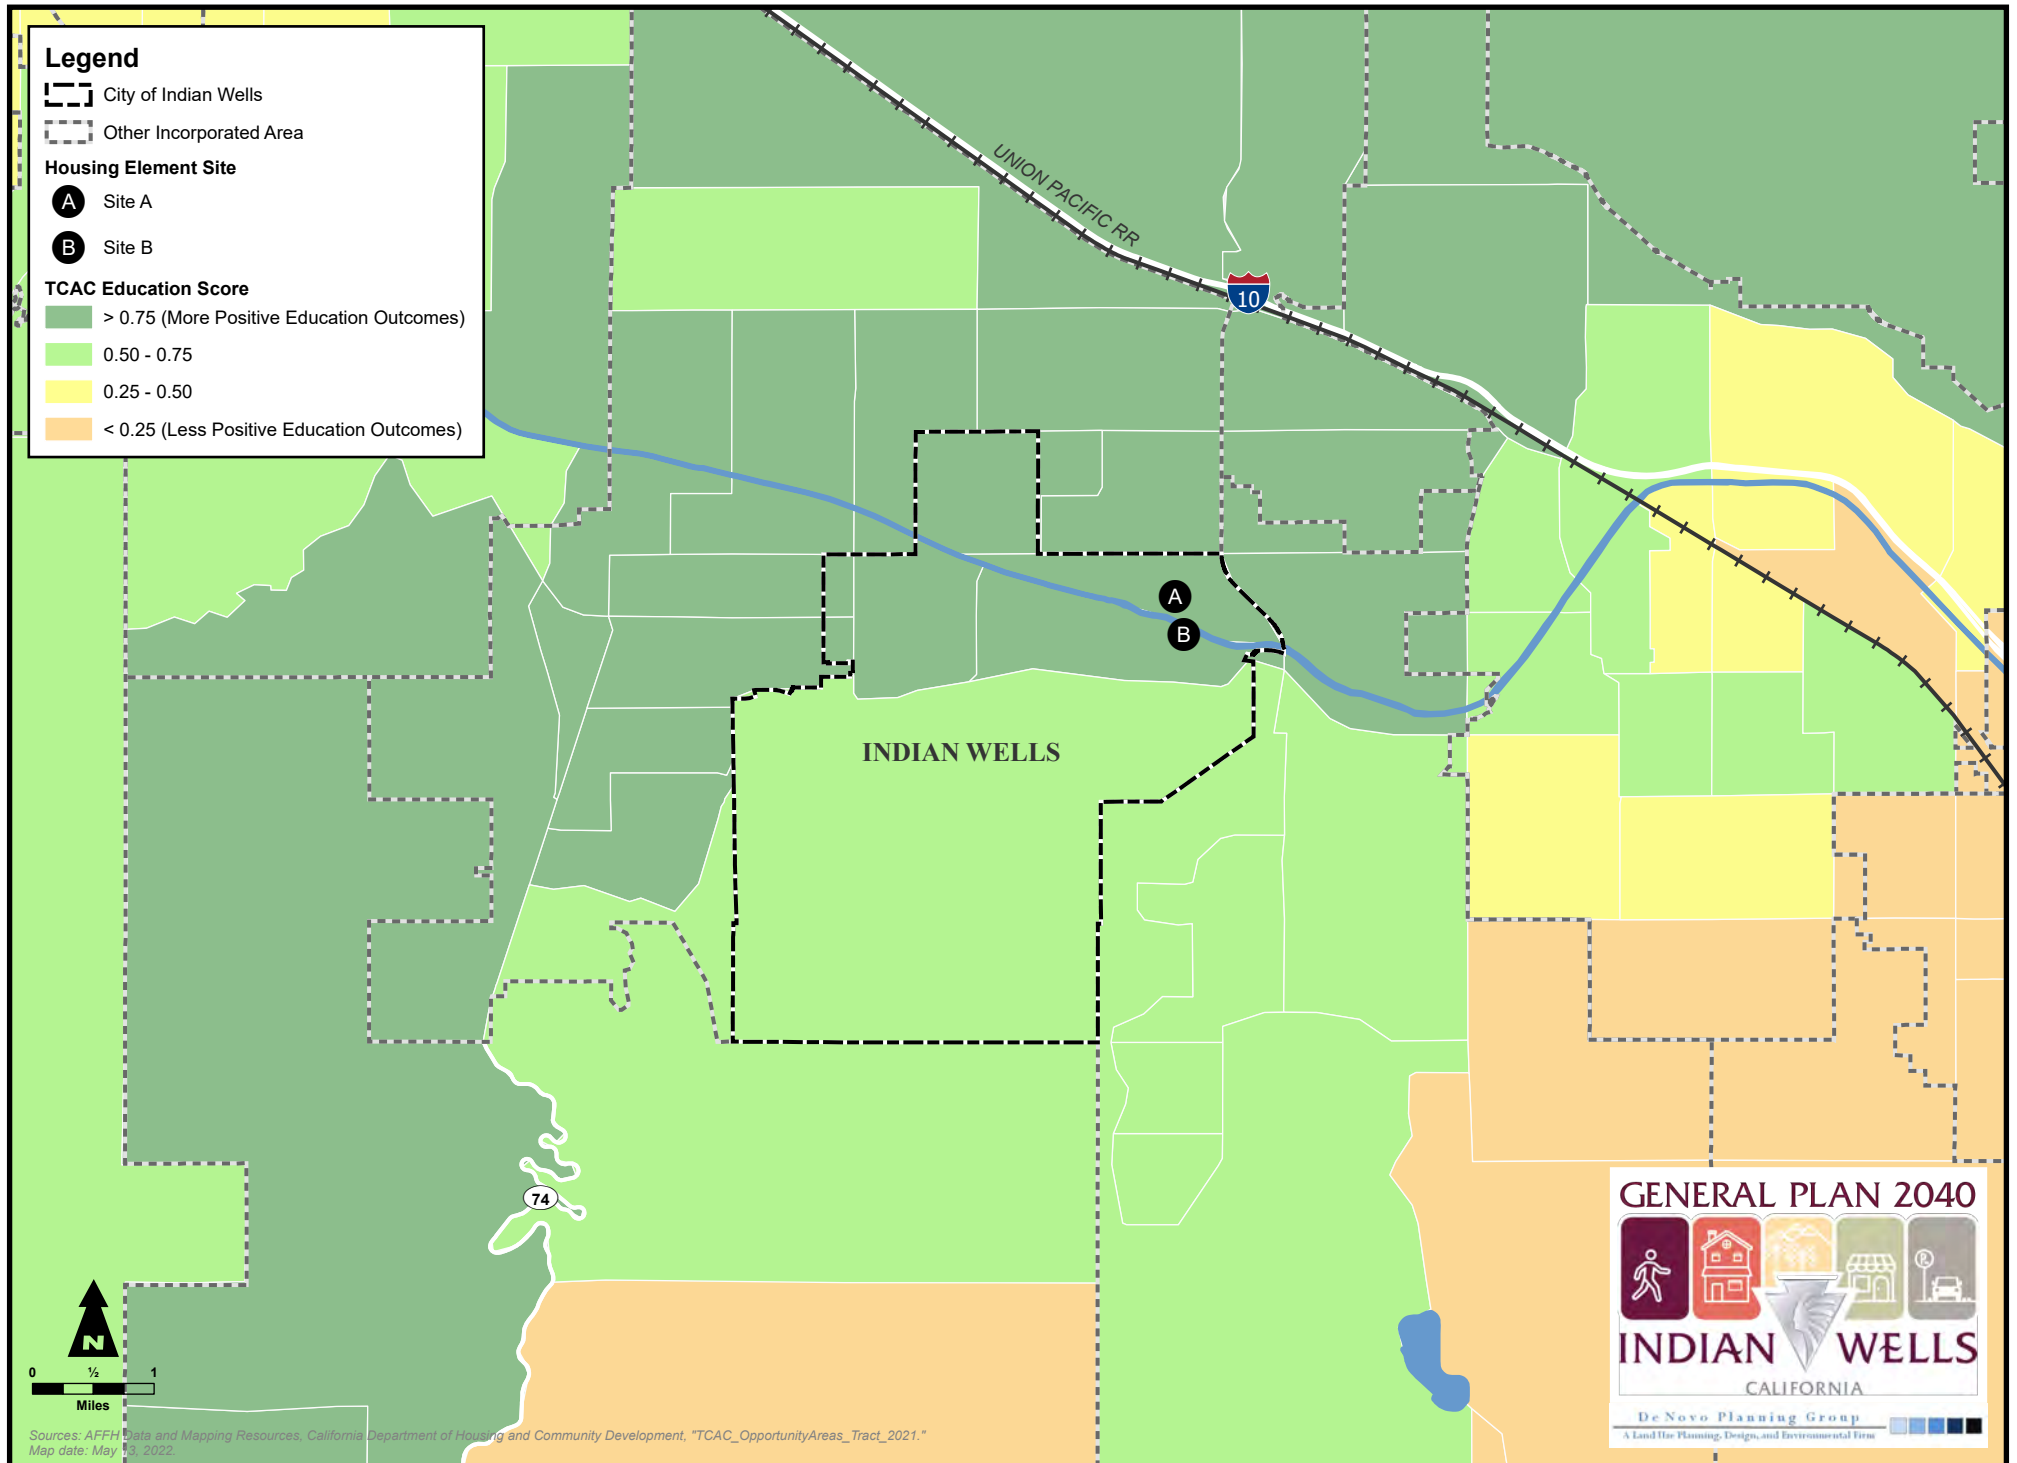 Legend
City of Indian Wells
Other Incorporated Area
Housing Element Site
A Site A
B Site B
TCAC Education Score
> 0.75 (More Positive Education Outcomes)
0.50 - 0.75
0.25 - 0.50
< 0.25 (Less Positive Education Outcomes)
UNION PACIFIC RR
10
A
B
INDIAN WELLS
74
N
0 ½ 1
Miles
Sources: AFFH Data and Mapping Resources, California Department of Housing and Community Development, "TCAC_OpportunityAreas_Tract_2021."
Map date: May 13, 2022.
GENERAL PLAN 2040
INDIAN WELLS
CALIFORNIA
De Novo Planning Group
A Land Use Planning, Design, and Environmental Firm